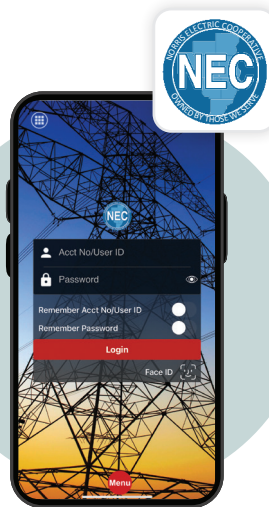 NORRIS ELECTRIC COOPERATIVE
NEC
OWNED BY THOSE WE SERVE
NEC
Acct No/User ID
Password
Remember Acct No/User ID
Remember Password
Login
Face ID
Menu